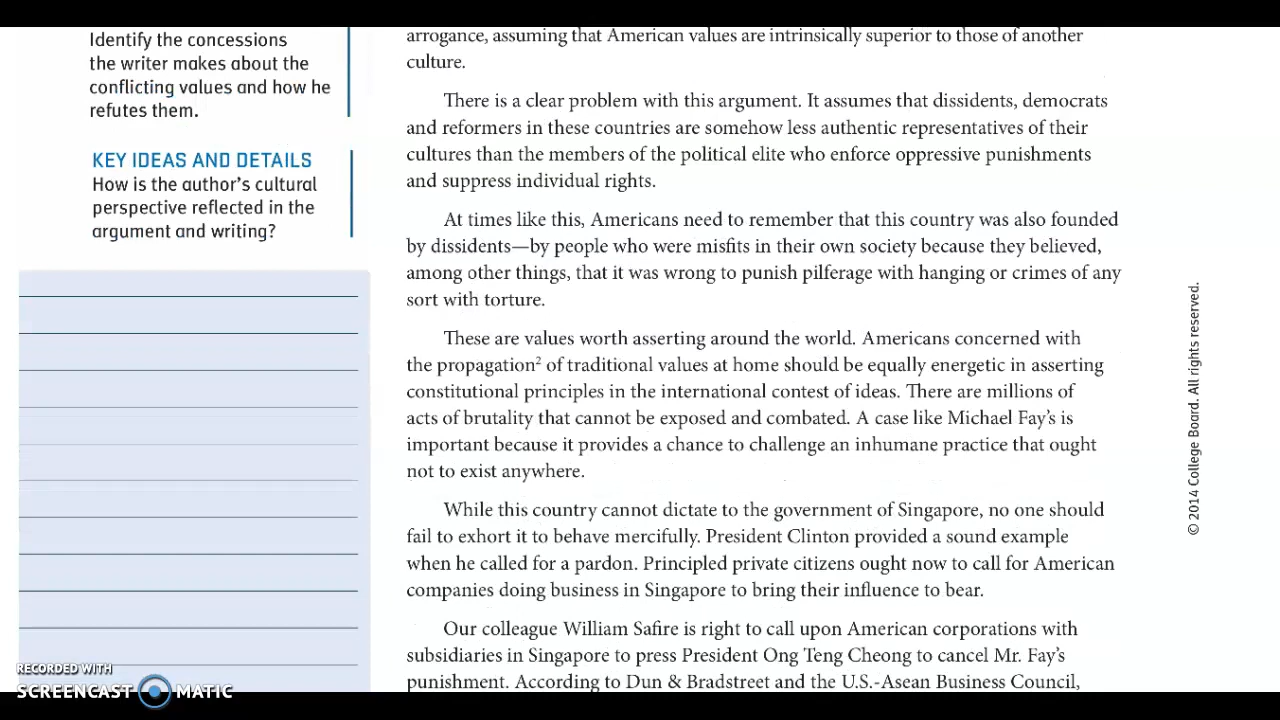 Identify the concessions
the writer makes about the
conflicting values and how he
refutes them.
KEY IDEAS AND DETAILS
How is the author's cultural
perspective reflected in the
argument and writing?
arrogance, assuming that American values are intrinsically superior to those of another
culture.
There is a clear problem with this argument. It assumes that dissidents, democrats
and reformers in these countries are somehow less authentic representatives of their
cultures than the members of the political elite who enforce oppressive punishments
and suppress individual rights.
At times like this, Americans need to remember that this country was also founded
by dissidents—by people who were misfits in their own society because they believed,
among other things, that it was wrong to punish pilferage with hanging or crimes of any
sort with torture.
These are values worth asserting around the world. Americans concerned with
the propagation² of traditional values at home should be equally energetic in asserting
constitutional principles in the international contest of ideas. There are millions of
acts of brutality that cannot be exposed and combated. A case like Michael Fay's is
important because it provides a chance to challenge an inhumane practice that ought
not to exist anywhere.
While this country cannot dictate to the government of Singapore, no one should
fail to exhort it to behave mercifully. President Clinton provided a sound example
when he called for a pardon. Principled private citizens ought now to call for American
companies doing business in Singapore to bring their influence to bear.
Our colleague William Safire is right to call upon American corporations with
subsidiaries in Singapore to press President Ong Teng Cheong to cancel Mr. Fay's
punishment. According to Dun & Bradstreet and the U.S.-Asean Business Council,
© 2014 College Board. All rights reserved.
RECORDED WITH
SCREENCAST MATIC